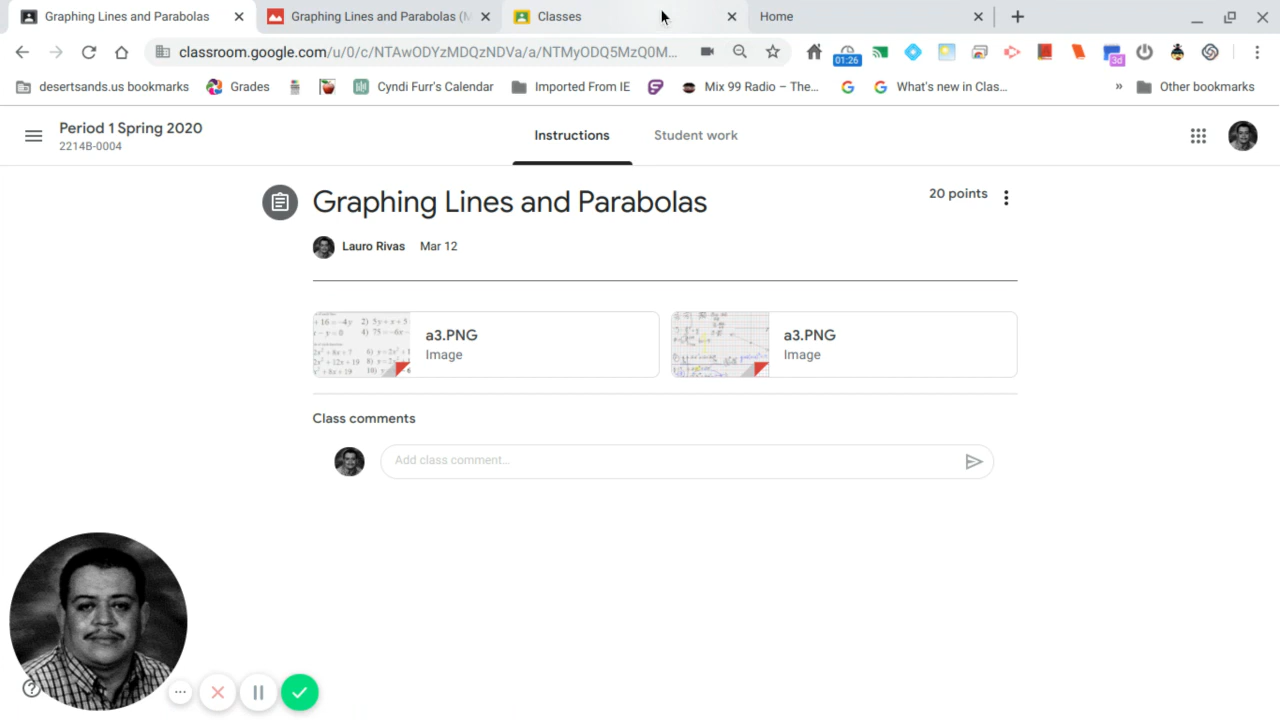 Graphing Lines and Parabolas
Graphing Lines and Parabolas (M
Classes
Home
classroom.google.com/u/0/c/NTAwODYzMDQzNDVa/a/NTMyODQ5MzQ0M...
01:26
3d
desertsands.us bookmarks
Grades
Cyndi Furr's Calendar
Imported From IE
Mix 99 Radio – The...
What's new in Clas...
»
Other bookmarks
Period 1 Spring 2020
2214B-0004
Instructions
Student work
Graphing Lines and Parabolas
20 points
Lauro Rivas Mar 12
a3.PNG
Image
a3.PNG
Image
Class comments
Add class comment...